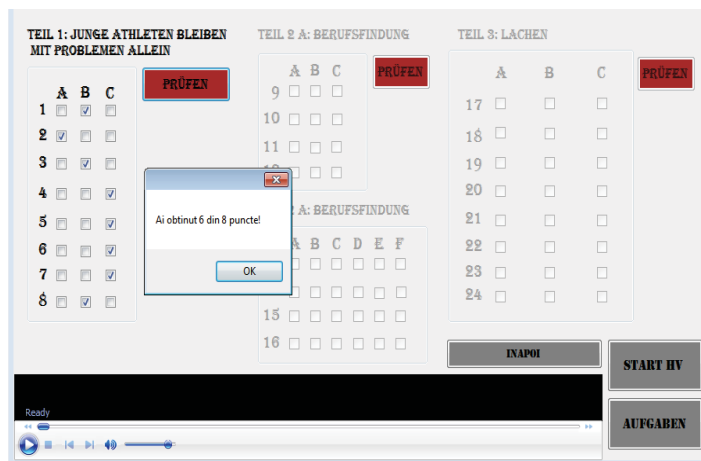 TEIL 1: JUNGE ATHLETEN BLEIBEN
MIT PROBLEMEN ALLEIN
PRÜFEN
A B C
1
2
3
4
5
6
7
8
TEIL 2 A: BERUFSFINDUNG
PRÜFEN
A B C
9
10
11
2 A: BERUFSFINDUNG
A B C D E F
15
16
TEIL 3: LACHEN
PRÜFEN
A B C
17
18
19
20
21
22
23
24
Ai obtinut 6 din 8 puncte!
OK
INAPOI
START HV
AUFGABEN
Ready